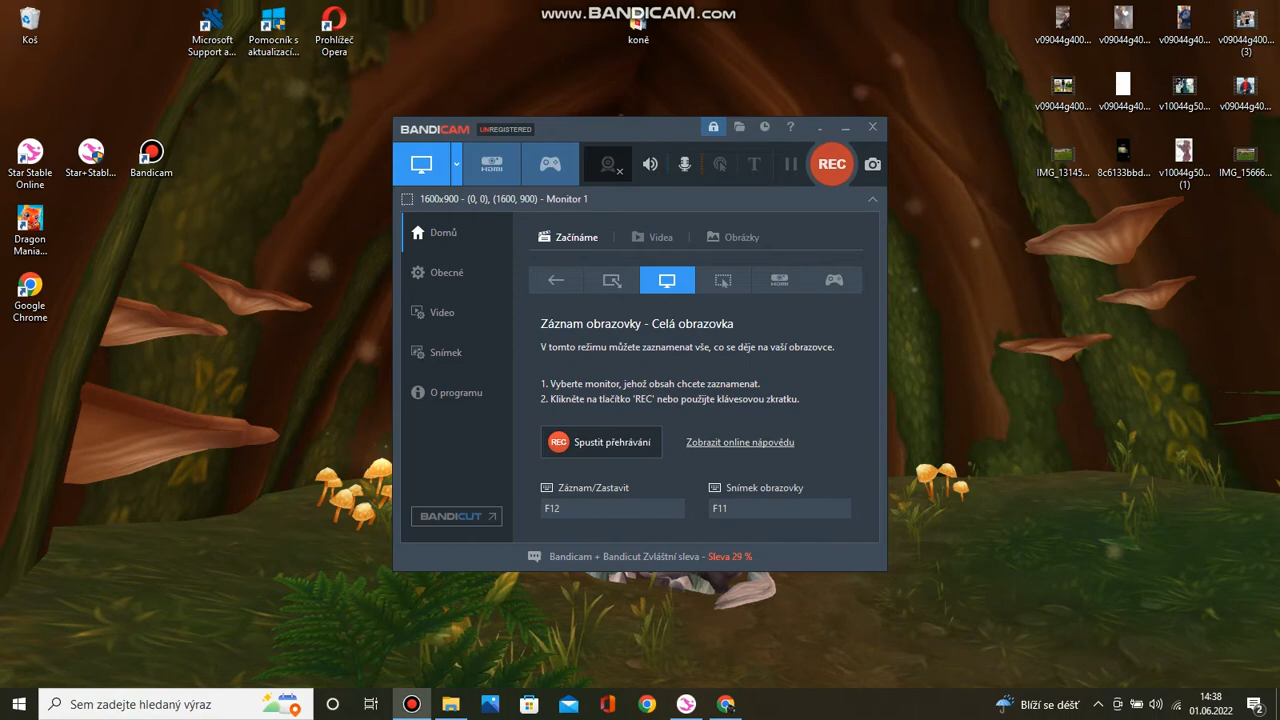 www.BANDICAM.com
Koš
Microsoft Support a...
Pomocník s aktualizací...
Prohlížeč Opera
koně
v09044g400...
v09044g400...
v09044g400...
v09044g400... (3)
v09044g400...
v09044g40...
v10044g50...
v09044g40...
Star Stable Online
Star+Stabl...
Bandicam
IMG_13145...
8c6133bbd...
v10044g50... (1)
IMG_15666...
Dragon Mania...
Google Chrome
BANDICAM UNREGISTERED
HDMI
REC
1600x900 - (0, 0), (1600, 900) - Monitor 1
Domů
Obecné
Video
Snímek
O programu
BANDICUT
Začínáme
Videa
Obrázky
HDMI
Záznam obrazovky - Celá obrazovka
V tomto režimu můžete zaznamenat vše, co se děje na vaší obrazovce.
1. Vyberte monitor, jehož obsah chcete zaznamenat.
2. Klikněte na tlačítko 'REC' nebo použijte klávesovou zkratku.
REC Spustit přehrávání
Zobrazit online nápovědu
Záznam/Zastavit
Snímek obrazovky
F12
F11
Bandicam + Bandicut Zvláštní sleva - Sleva 29 %
Sem zadejte hledaný výraz
Blíží se déšť
14:38
01.06.2022
2